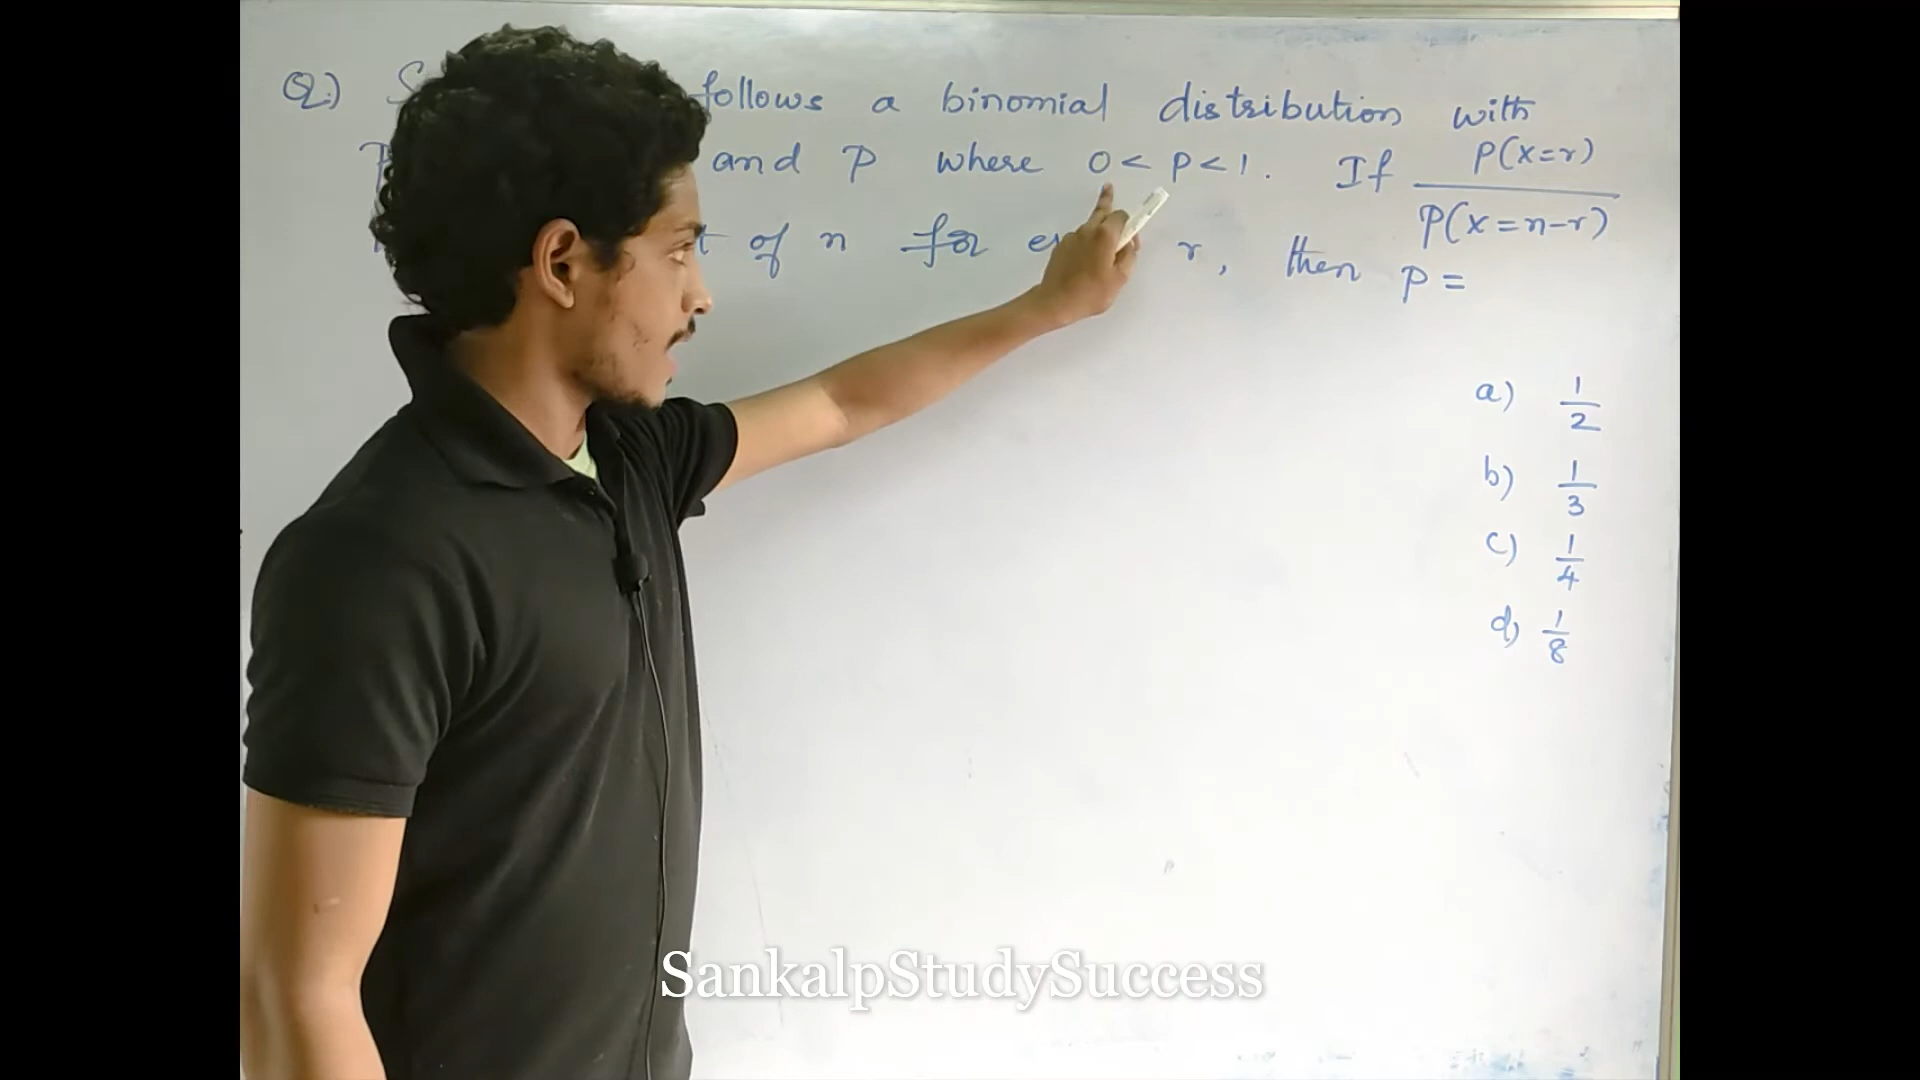 Q.) follows a binomial distribution with
and P where 0 < P < 1. If P(x=r) / P(x=n-r)
of n for r, then P =
a) 1/2
b) 1/3
c) 1/4
d) 1/8
SankalpStudySuccess